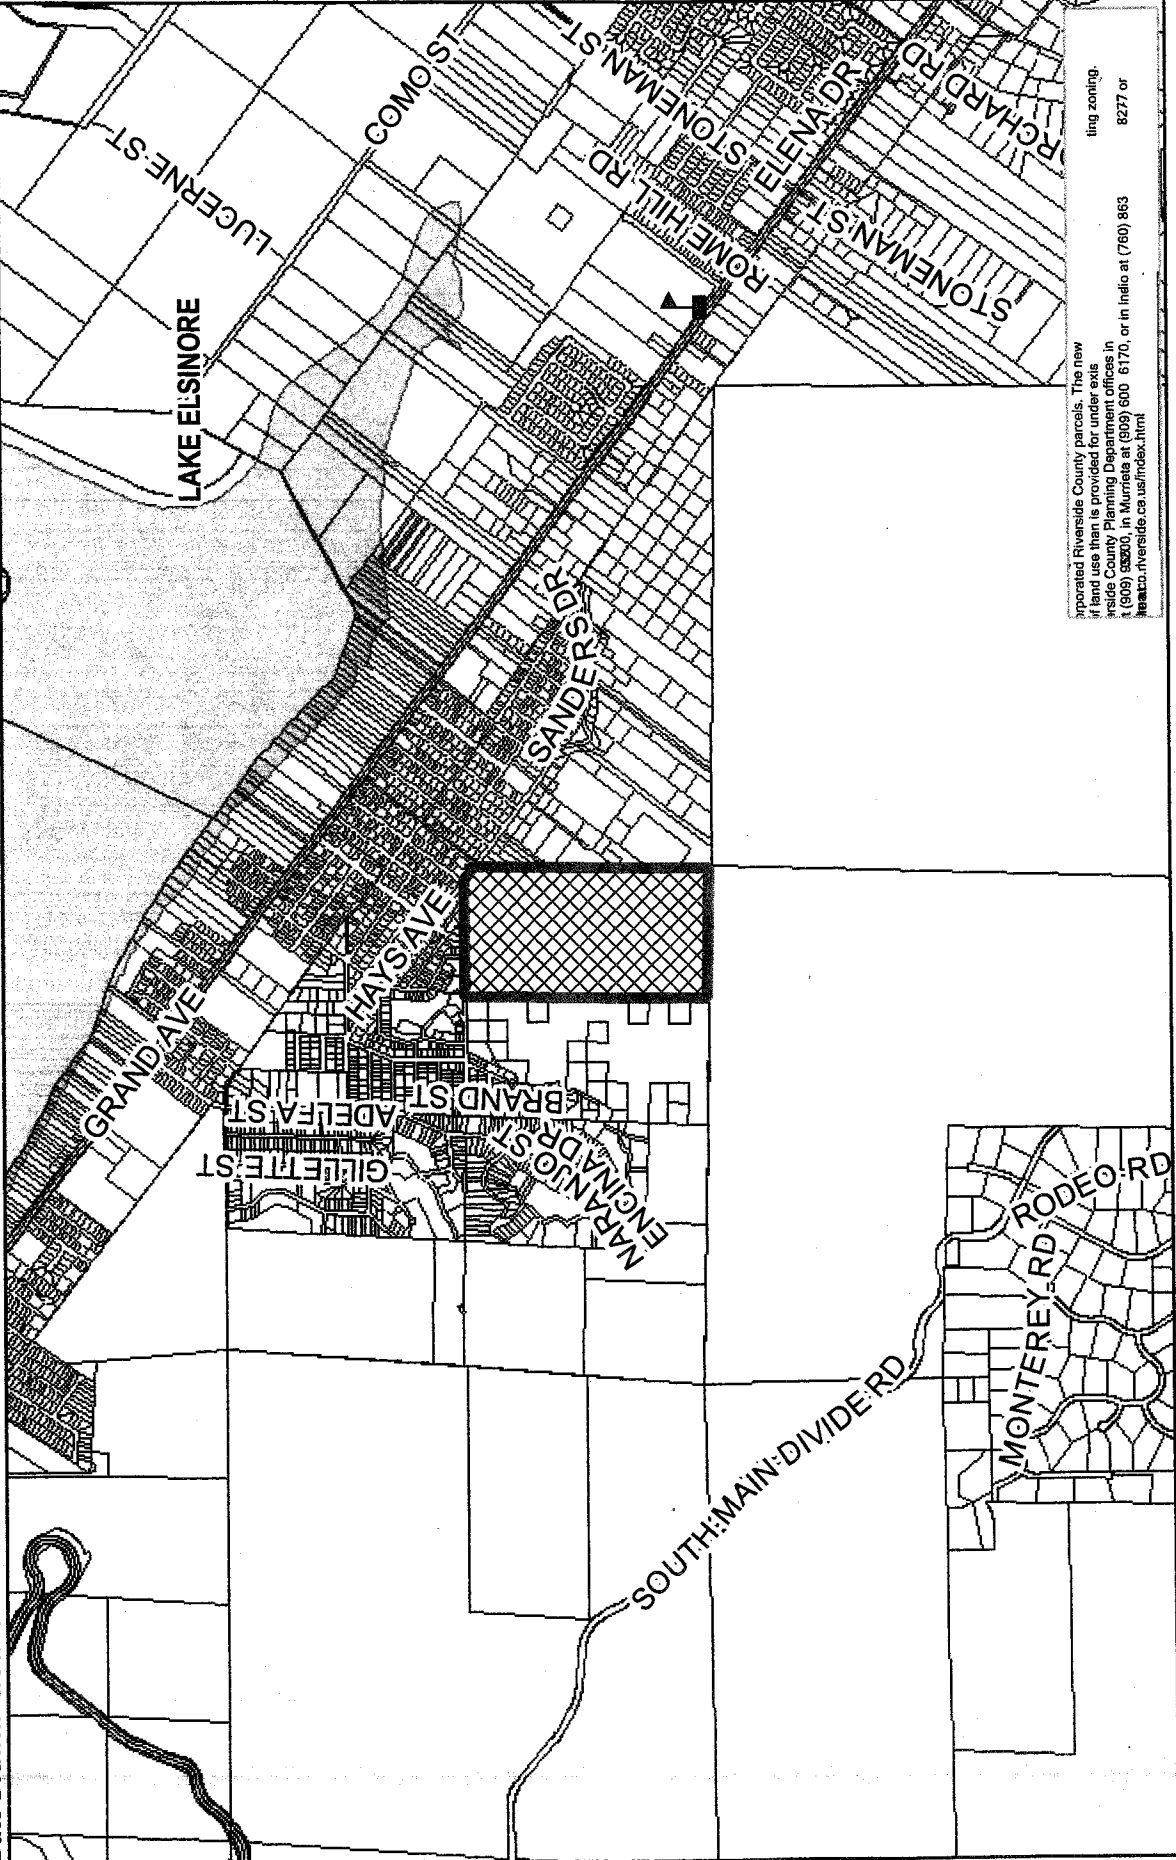 LUCERNE ST
COMO ST
LAKE ELSINORE
STONEMAN ST
ROME HILL RD
ELENA DR
ORCHARD RD
STONEMAN ST
SANDERS DR
HAYS AVE
GRAND AVE
BRAND ST
ADELFA ST
GILLETTE ST
NARANJO ST
ENCINA DR
RODEO RD
MONTEREY RD
SOUTH MAIN DIVIDE RD
rporated Riverside County parcels. The new
f land use than is provided for under exis ting zoning.
rside County Planning Department offices in
t (909) 00, in Murrieta at (909) 600 6170, or in Indio at (760) 863 8277 or
co.riverside.ca.us/index.html